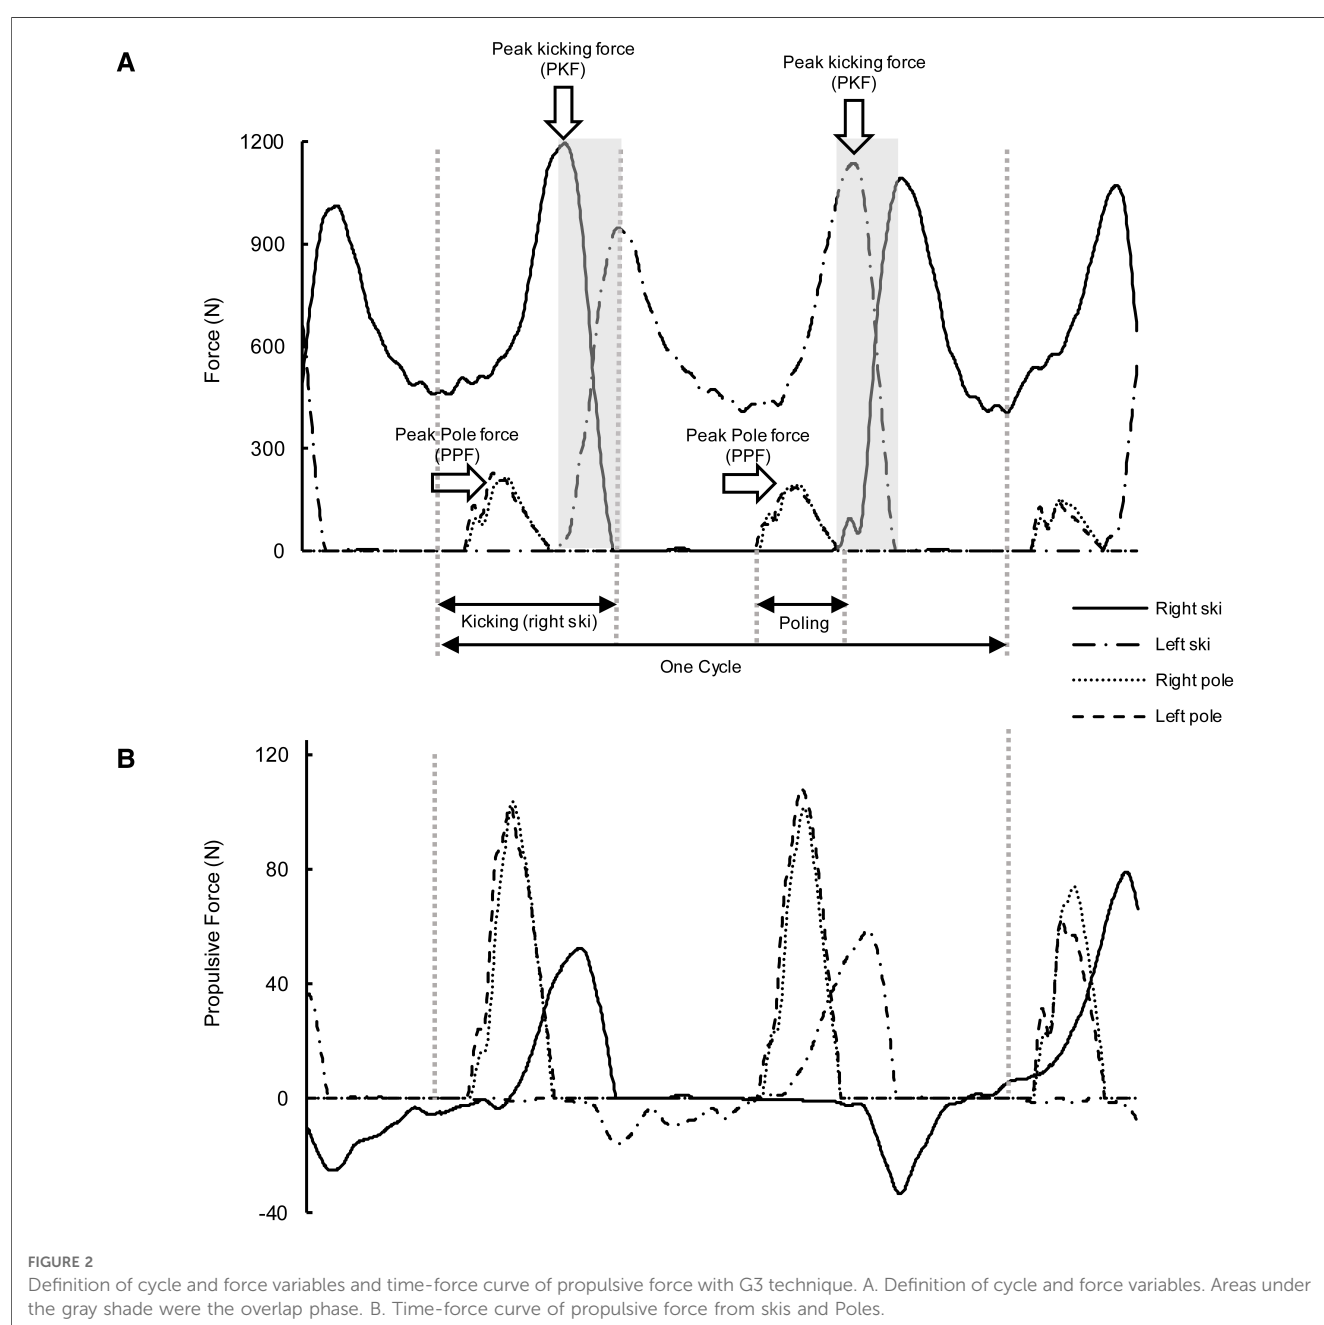 A
Peak kicking force
(PKF)
Peak kicking force
(PKF)
1200
900
600
300
0
Force (N)
Peak Pole force
(PPF)
Peak Pole force
(PPF)
Kicking (right ski)
Poling
One Cycle
Right ski
Left ski
Right pole
Left pole
B
120
80
40
0
-40
Propulsive Force (N)
FIGURE 2
Definition of cycle and force variables and time-force curve of propulsive force with G3 technique. A. Definition of cycle and force variables. Areas under
the gray shade were the overlap phase. B. Time-force curve of propulsive force from skis and Poles.